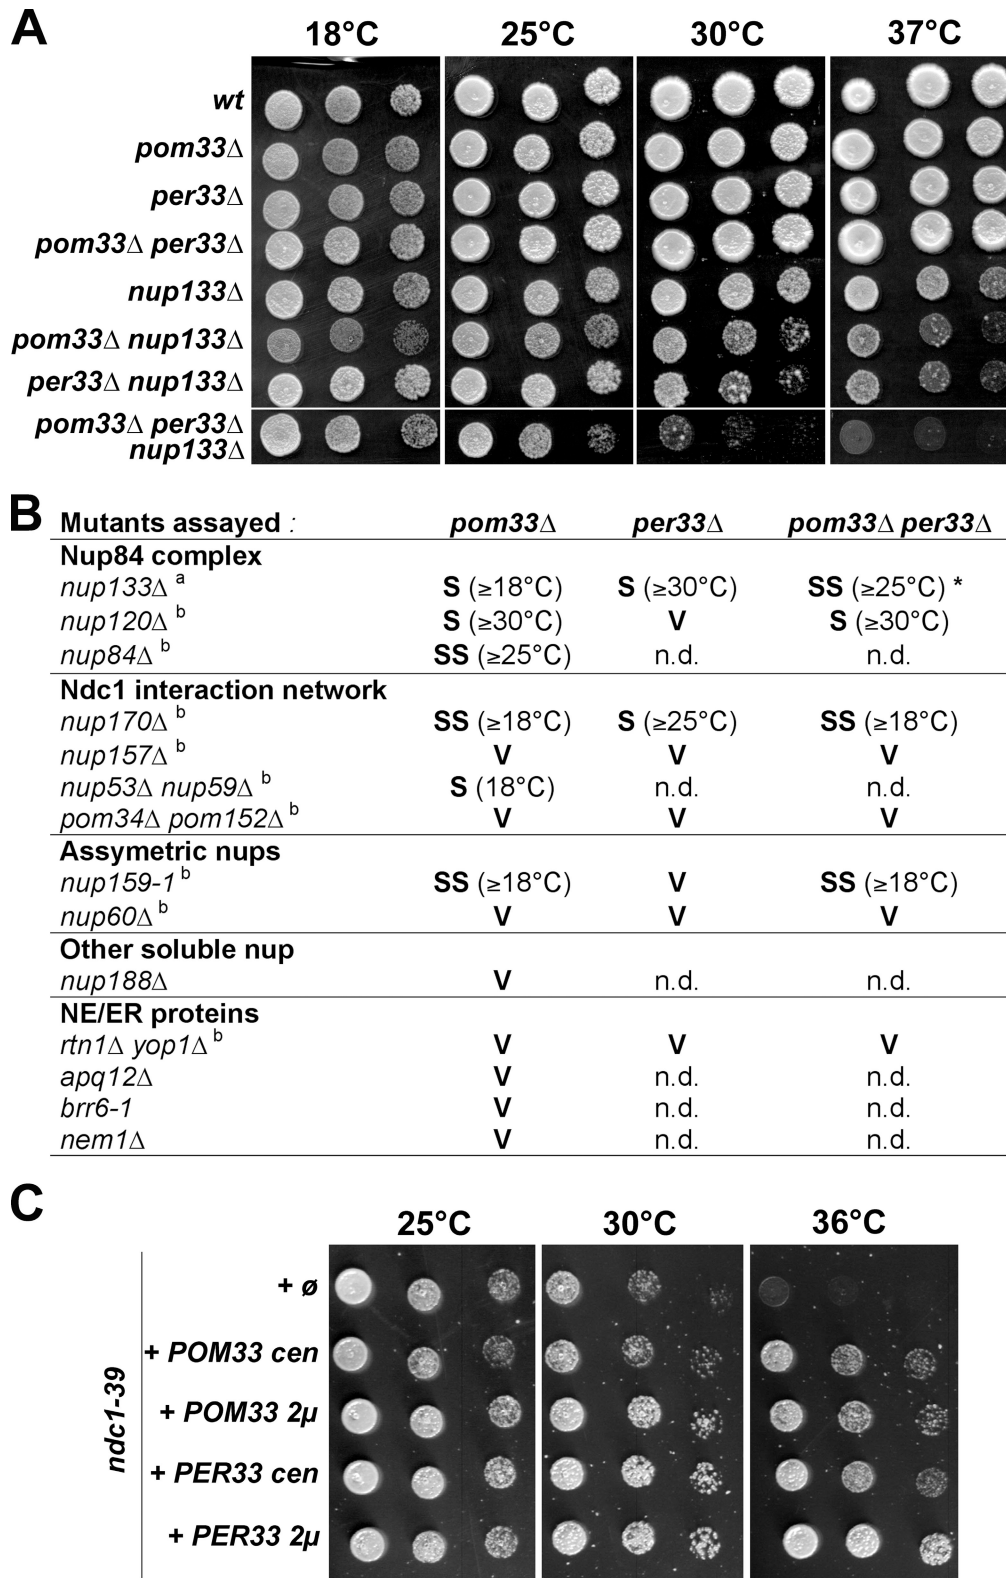 A
18°C 25°C 30°C 37°C
wt
pom33Δ
per33Δ
pom33Δ per33Δ
nup133Δ
pom33Δ nup133Δ
per33Δ nup133Δ
pom33Δ per33Δ
nup133Δ
B
Mutants assayed : pom33Δ per33Δ pom33Δ per33Δ
Nup84 complex
nup133Δ a S (≥18°C) S (≥30°C) SS (≥25°C) *
nup120Δ b S (≥30°C) V S (≥30°C)
nup84Δ b SS (≥25°C) n.d. n.d.
Ndc1 interaction network
nup170Δ b SS (≥18°C) S (≥25°C) SS (≥18°C)
nup157Δ b V V V
nup53Δ nup59Δ b S (18°C) n.d. n.d.
pom34Δ pom152Δ b V V V
Assymetric nups
nup159-1 b SS (≥18°C) V SS (≥18°C)
nup60Δ b V V V
Other soluble nup
nup188Δ V n.d. n.d.
NE/ER proteins
rtn1Δ yop1Δ b V V V
apq12Δ V n.d. n.d.
brr6-1 V n.d. n.d.
nem1Δ V n.d. n.d.
C
25°C 30°C 36°C
ndc1-39
+ ø
+ POM33 cen
+ POM33 2μ
+ PER33 cen
+ PER33 2μ